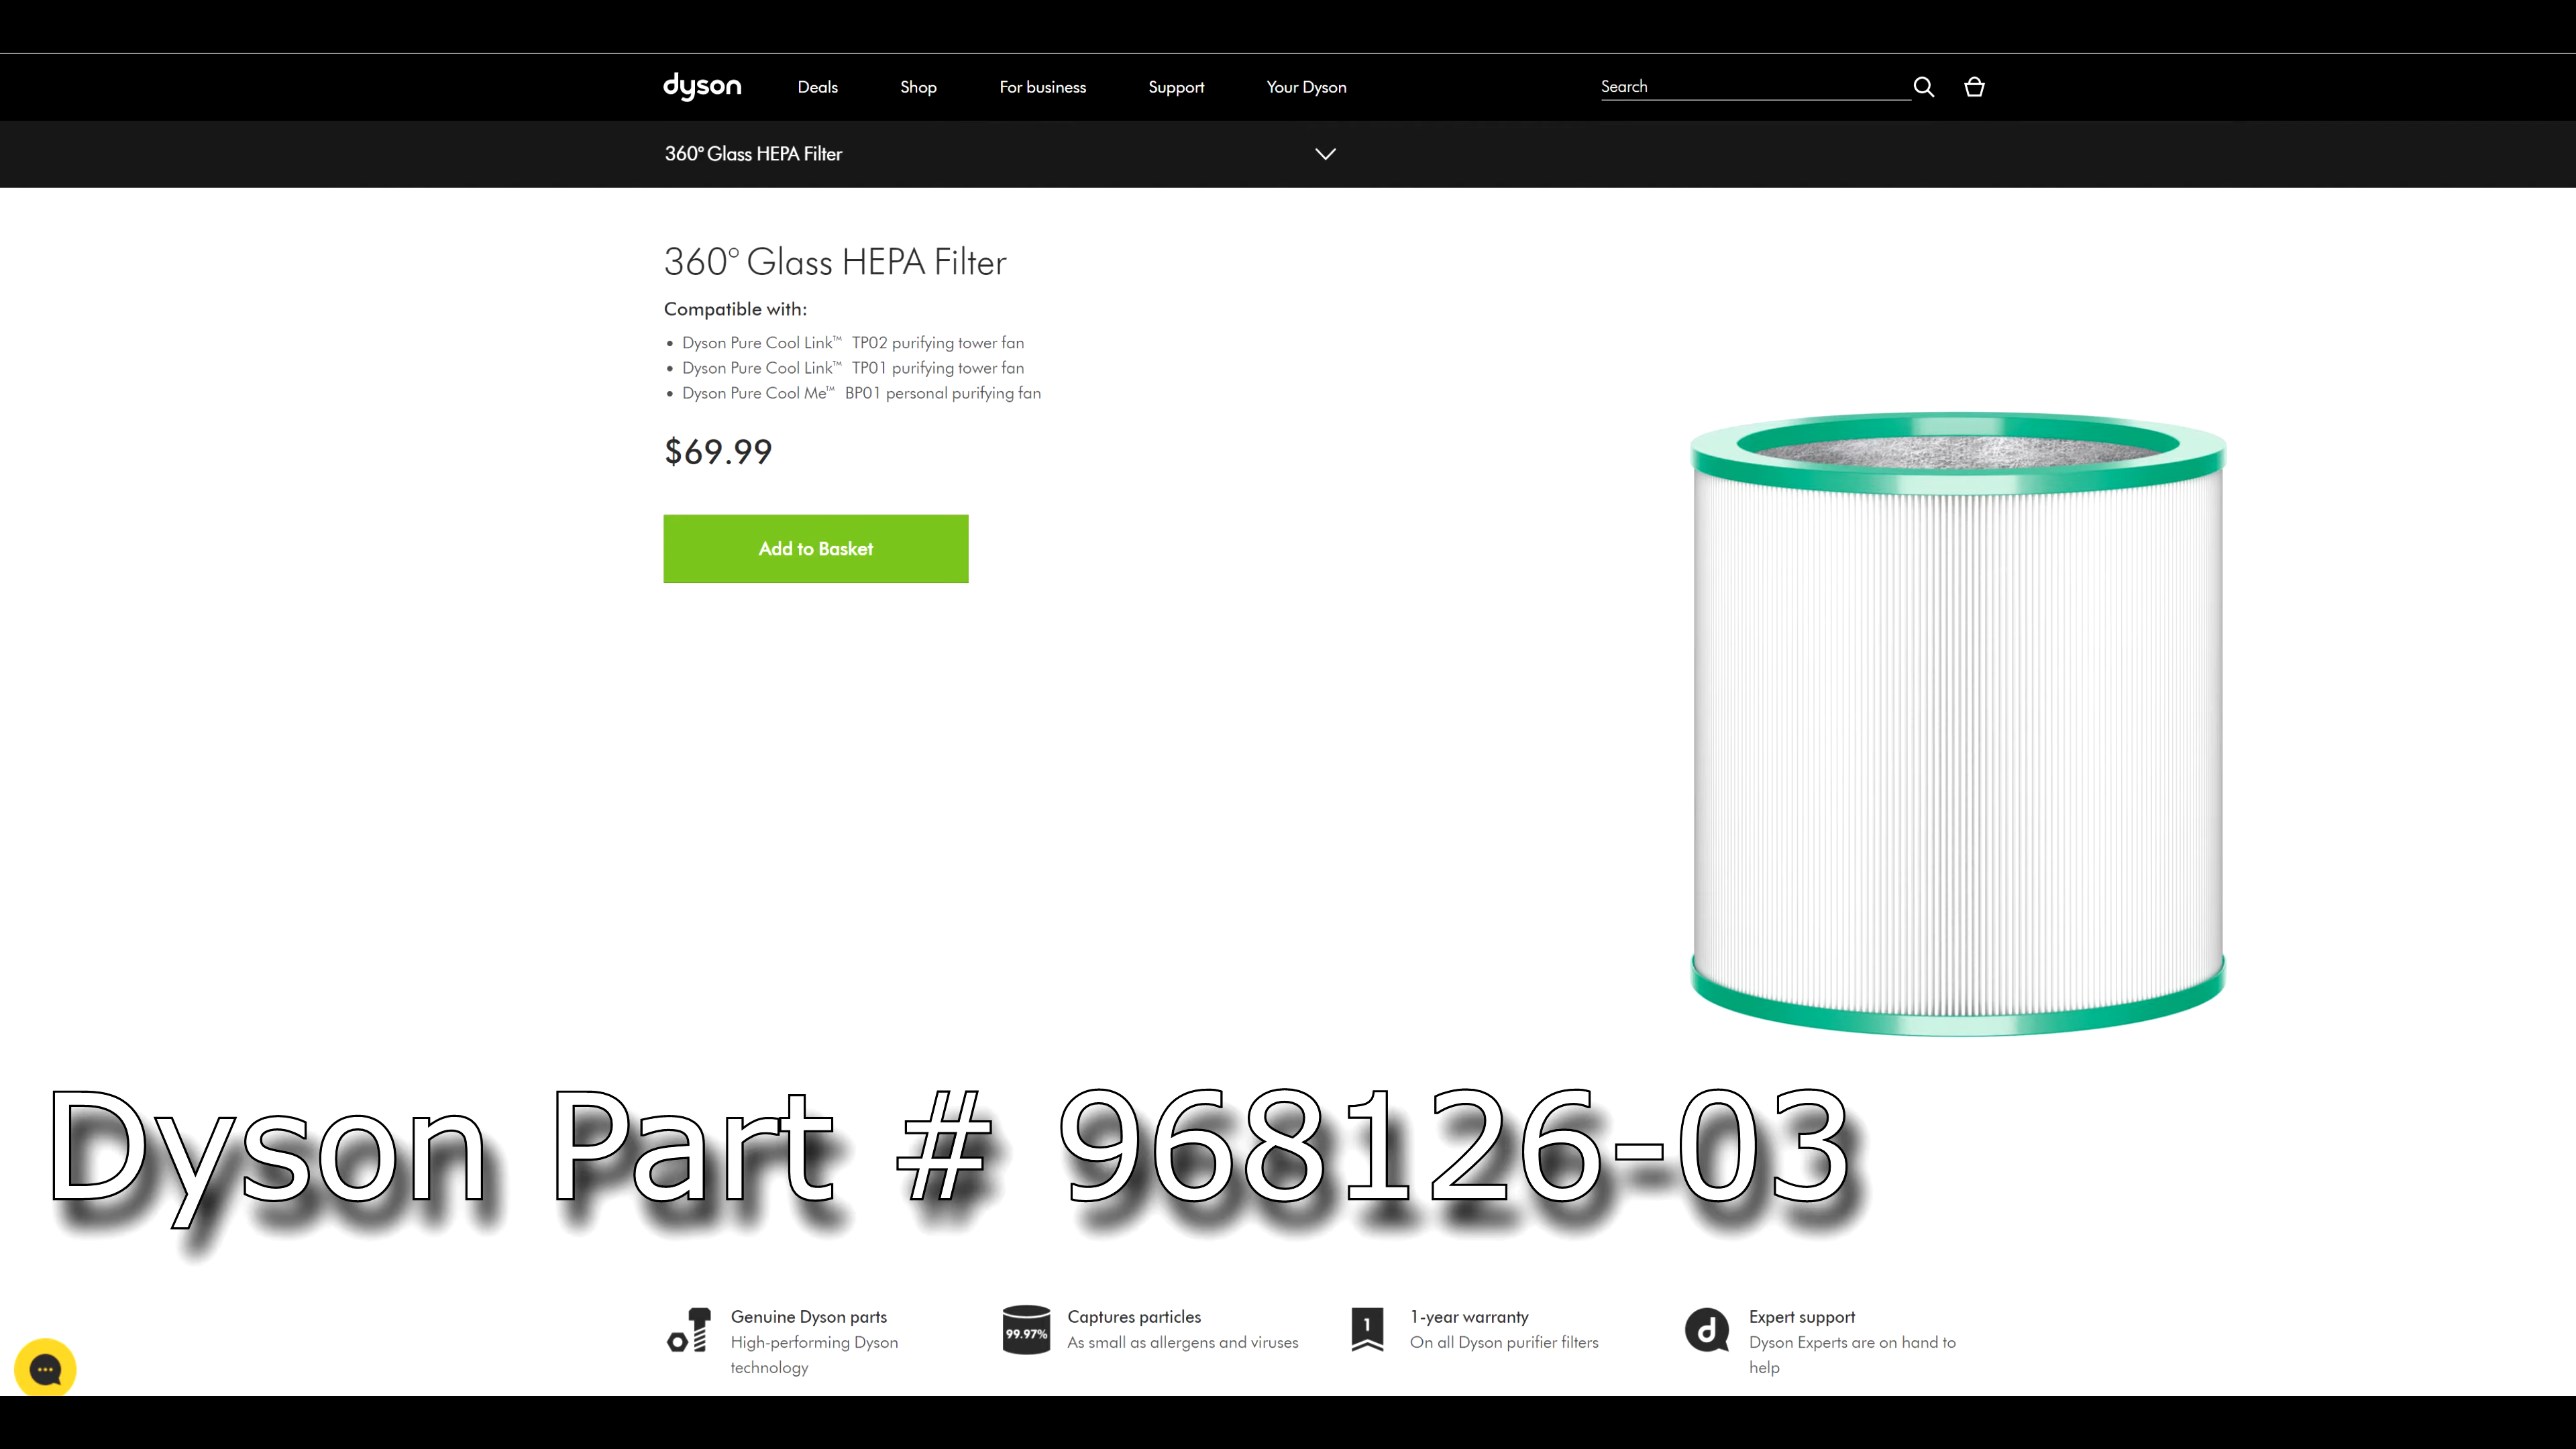 dyson Deals Shop For business Support Your Dyson Search
360° Glass HEPA Filter
360° Glass HEPA Filter
Compatible with:
• Dyson Pure Cool Link™ TP02 purifying tower fan
• Dyson Pure Cool Link™ TP01 purifying tower fan
• Dyson Pure Cool Me™ BP01 personal purifying fan
$69.99
Add to Basket
Dyson Part # 968126-03
Genuine Dyson parts
High-performing Dyson
technology
99.97%
Captures particles
As small as allergens and viruses
1
1-year warranty
On all Dyson purifier filters
d
Expert support
Dyson Experts are on hand to
help